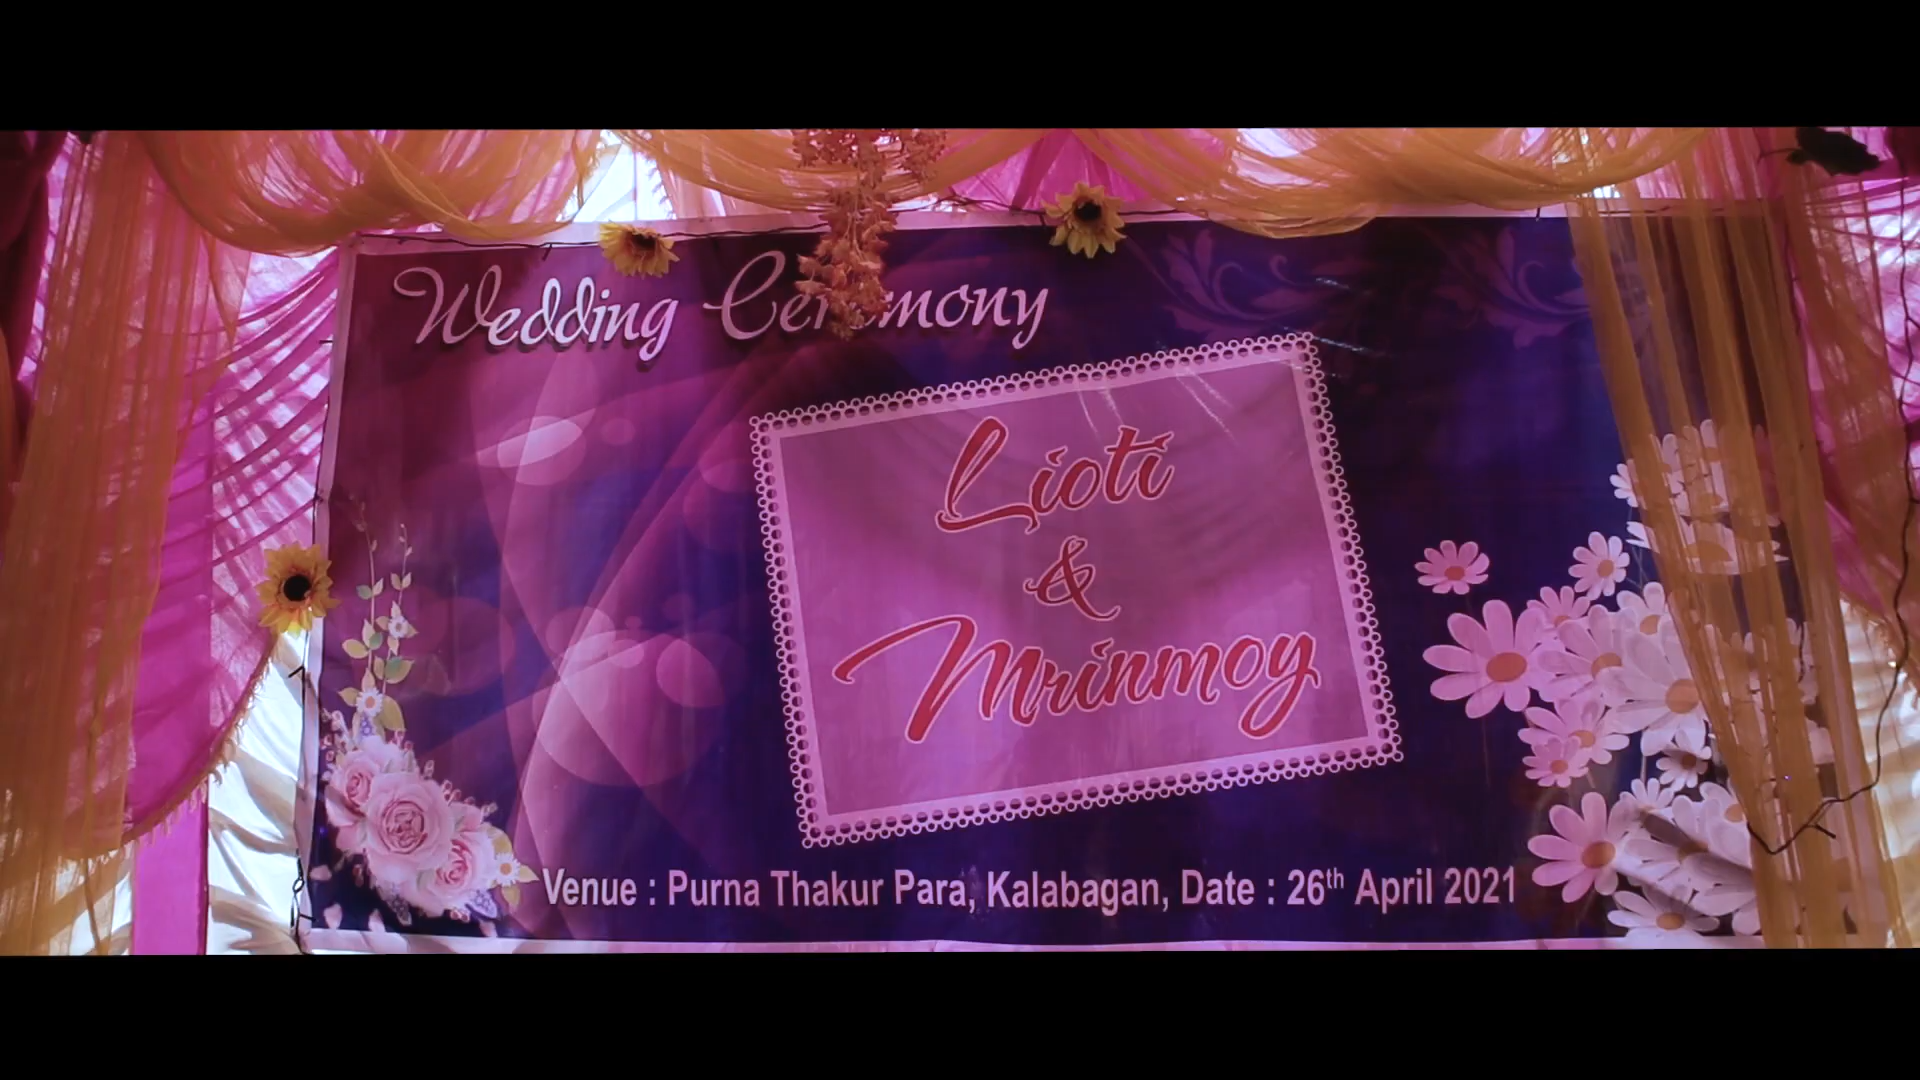 Wedding Ceremony
Lioti
&
Mrinmoy
Venue : Purna Thakur Para, Kalabagan, Date : 26th April 2021